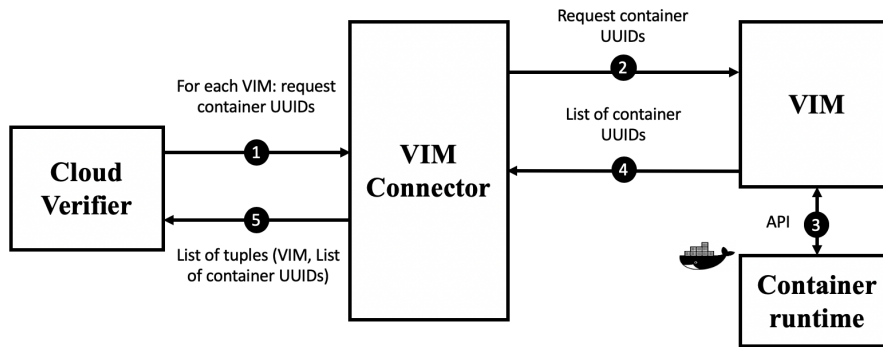 Request container
UUIDs
2
For each VIM: request
container UUIDs
VIM
List of container
UUIDs
1
Cloud
Verifier
VIM
Connector
4
5
API
3
List of tuples (VIM, List
of container UUIDs)
Container
runtime